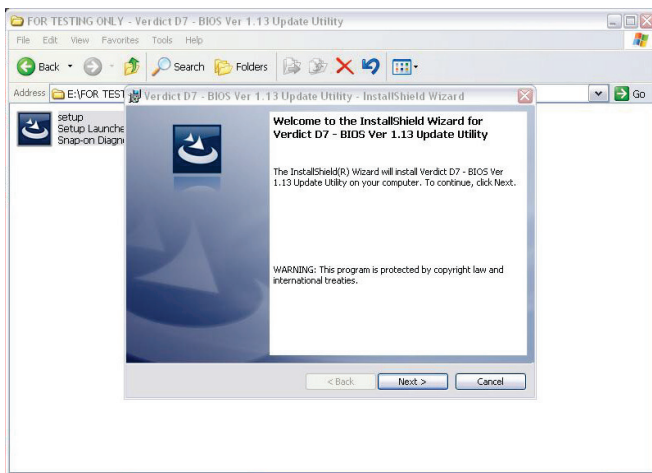 FOR TESTING ONLY - Verdict D7 - BIOS Ver 1.13 Update Utility
File Edit View Favorites Tools Help
Back Search Folders
Address E:\FOR TEST Go
Verdict D7 - BIOS Ver 1.13 Update Utility - InstallShield Wizard
setup
Setup Launche
Snap-on Diagn
Welcome to the InstallShield Wizard for
Verdict D7 - BIOS Ver 1.13 Update Utility
The InstallShield(R) Wizard will install Verdict D7 - BIOS Ver
1.13 Update Utility on your computer. To continue, click Next.
WARNING: This program is protected by copyright law and
international treaties.
< Back Next > Cancel